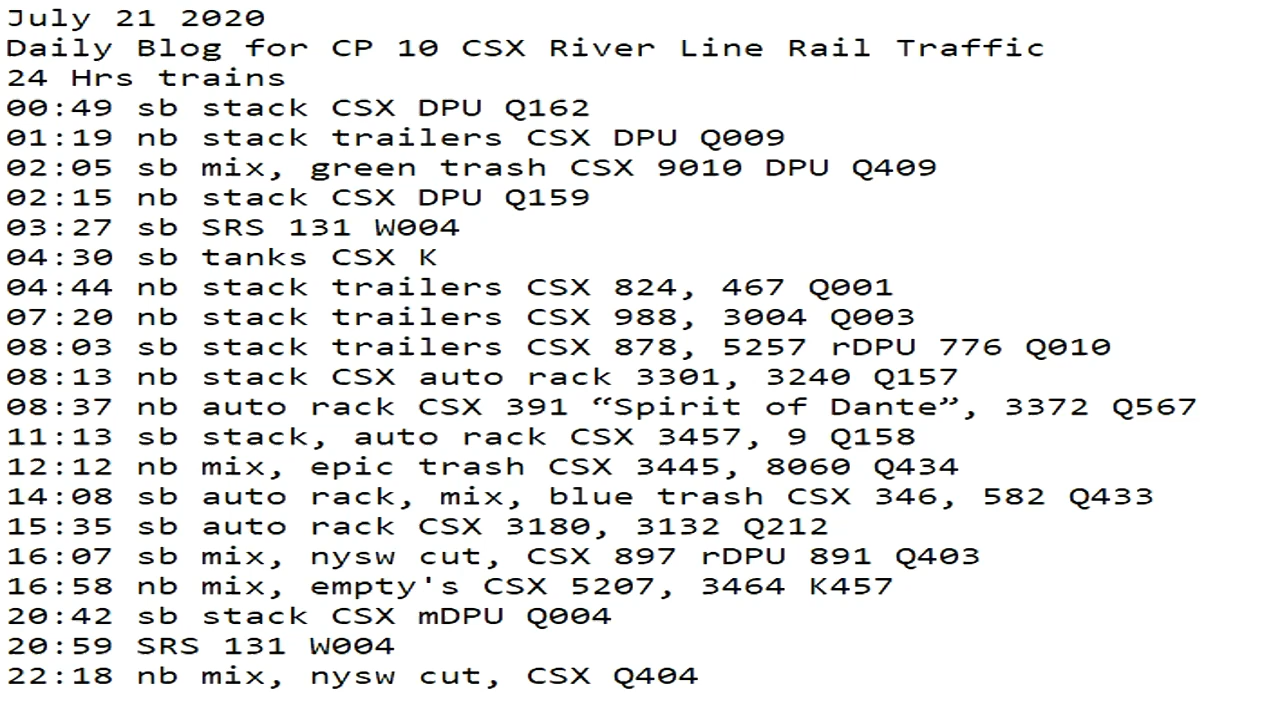 July 21 2020
Daily Blog for CP 10 CSX River Line Rail Traffic
24 Hrs trains
00:49 sb stack CSX DPU Q162
01:19 nb stack trailers CSX DPU Q009
02:05 sb mix, green trash CSX 9010 DPU Q409
02:15 nb stack CSX DPU Q159
03:27 sb SRS 131 W004
04:30 sb tanks CSX K
04:44 nb stack trailers CSX 824, 467 Q001
07:20 nb stack trailers CSX 988, 3004 Q003
08:03 sb stack trailers CSX 878, 5257 rDPU 776 Q010
08:13 nb stack CSX auto rack 3301, 3240 Q157
08:37 nb auto rack CSX 391 “Spirit of Dante”, 3372 Q567
11:13 sb stack, auto rack CSX 3457, 9 Q158
12:12 nb mix, epic trash CSX 3445, 8060 Q434
14:08 sb auto rack, mix, blue trash CSX 346, 582 Q433
15:35 sb auto rack CSX 3180, 3132 Q212
16:07 sb mix, nysw cut, CSX 897 rDPU 891 Q403
16:58 nb mix, empty's CSX 5207, 3464 K457
20:42 sb stack CSX mDPU Q004
20:59 SRS 131 W004
22:18 nb mix, nysw cut, CSX Q404